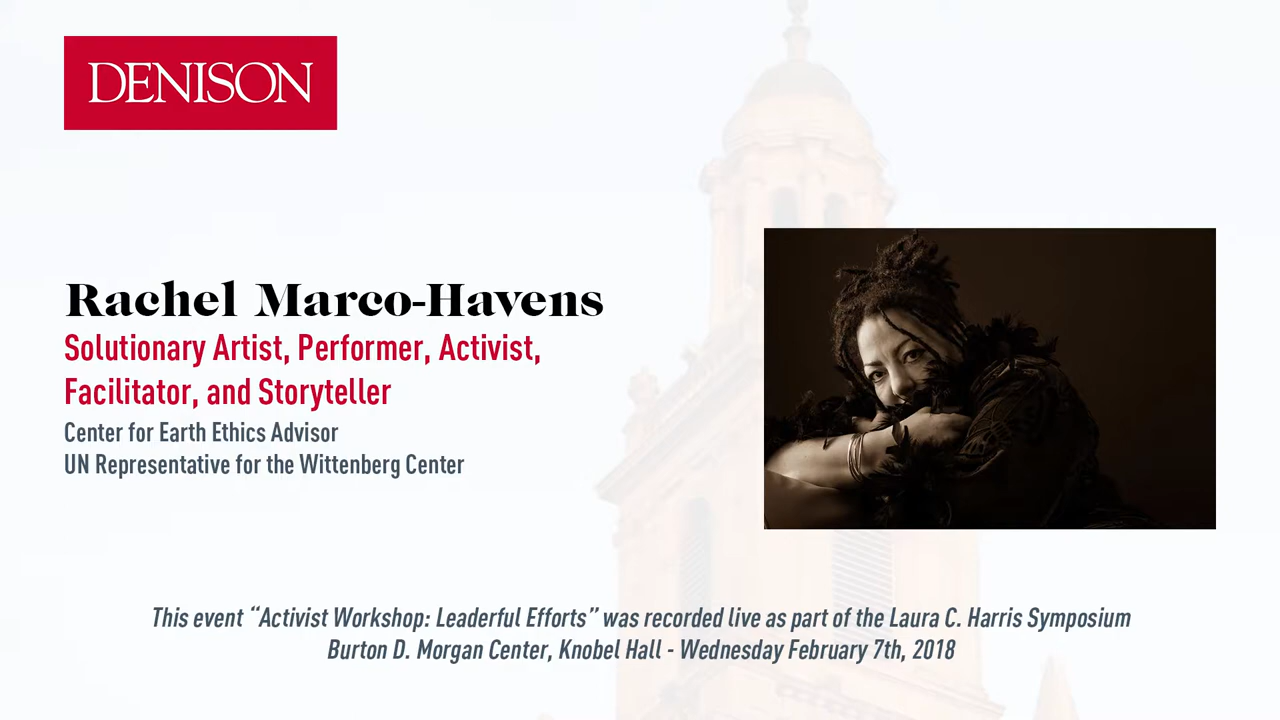 DENISON
Rachel Marco-Havens
Solutionary Artist, Performer, Activist,
Facilitator, and Storyteller
Center for Earth Ethics Advisor
UN Representative for the Wittenberg Center
This event “Activist Workshop: Leaderful Efforts” was recorded live as part of the Laura C. Harris Symposium
Burton D. Morgan Center, Knobel Hall - Wednesday February 7th, 2018